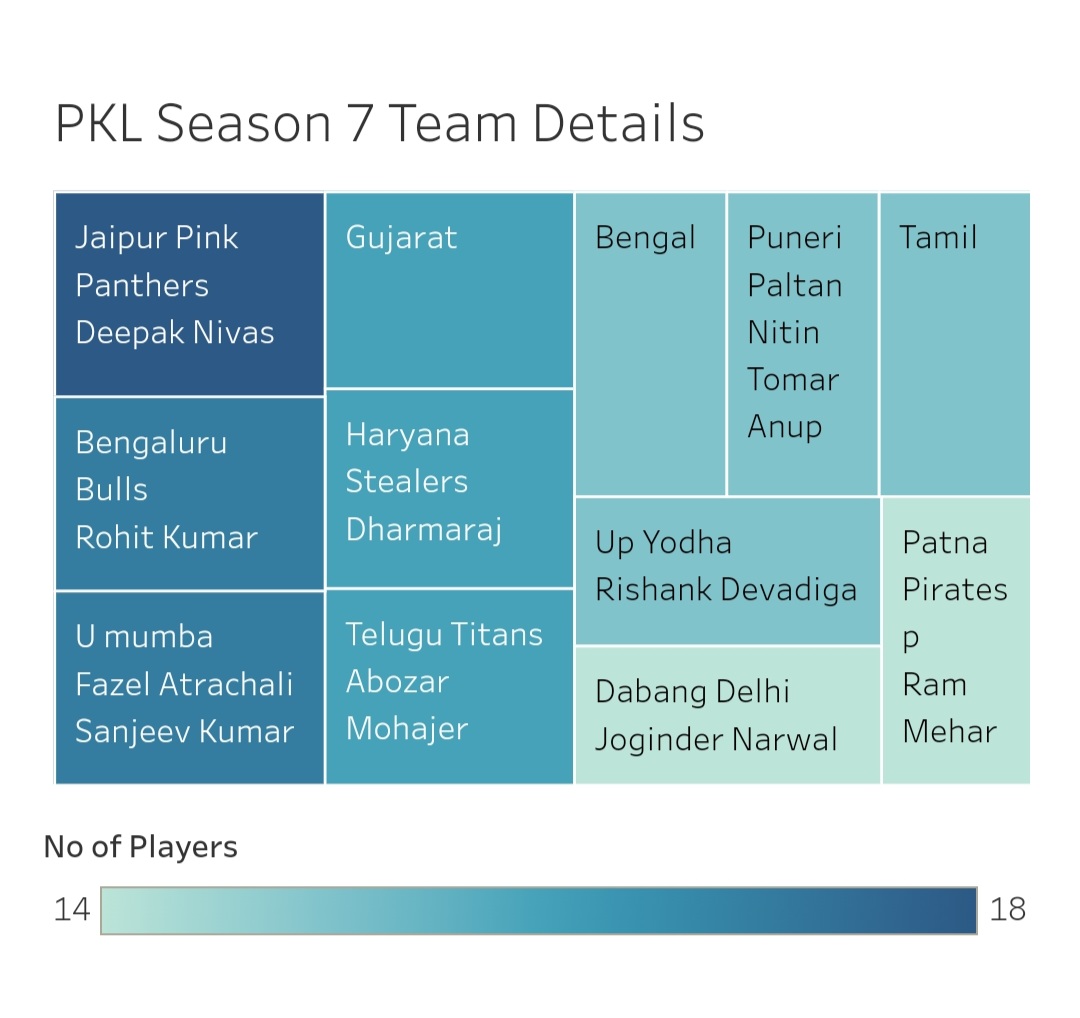 PKL Season 7 Team Details
Jaipur Pink
Panthers
Deepak Nivas
Bengaluru
Bulls
Rohit Kumar
U mumba
Fazel Atrachali
Sanjeev Kumar
Gujarat
Haryana
Stealers
Dharmaraj
Telugu Titans
Abozar
Mohajer
Bengal
Puneri
Paltan
Nitin
Tomar
Anup
Tamil
Up Yodha
Rishank Devadiga
Dabang Delhi
Joginder Narwal
Patna
Pirates
p
Ram
Mehar
No of Players
14
18